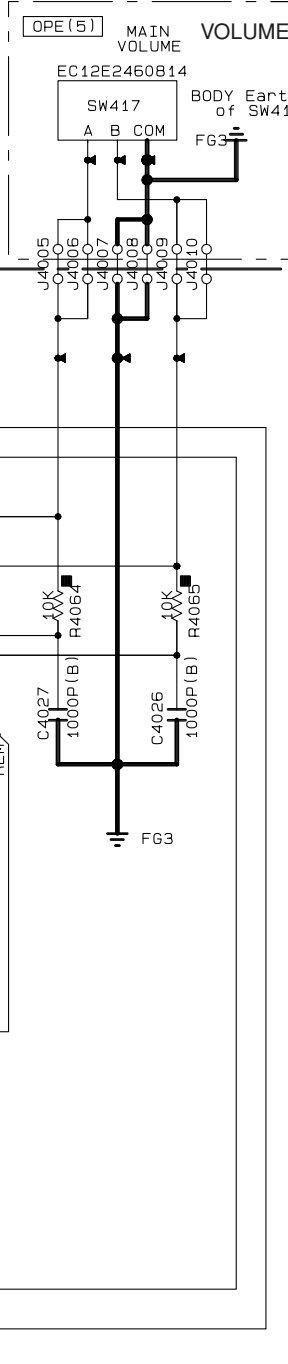 OPE(5)
MAIN
VOLUME
VOLUME
EC12E2460814
SW417
A B COM
BODY Eart
of SW41
FG3
J4005
J4006
J4007
J4008
J4009
J4010
10K
R4064
10K
R4065
C4027
1000P(B)
C4026
1000P(B)
FG3